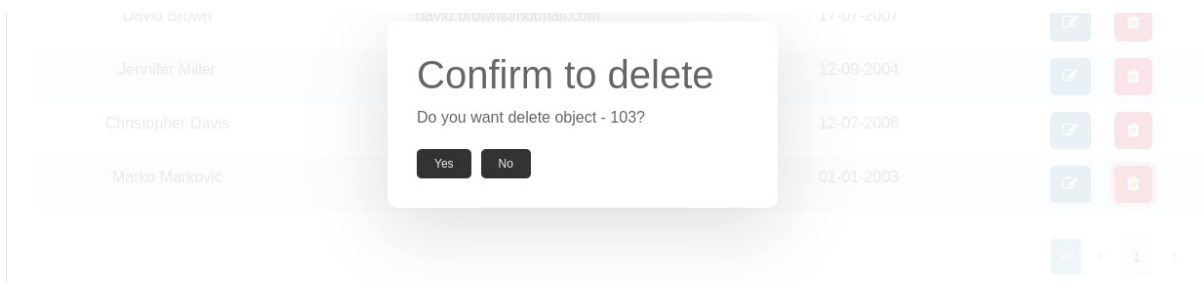 David Brown david.brown@hotmail.com 17-07-2007
Confirm to delete
Jennifer Miller 12-09-2004
Do you want delete object - 103?
Christopher Davis 12-07-2006
Yes No
Marko Marković 01-01-2003
20 1